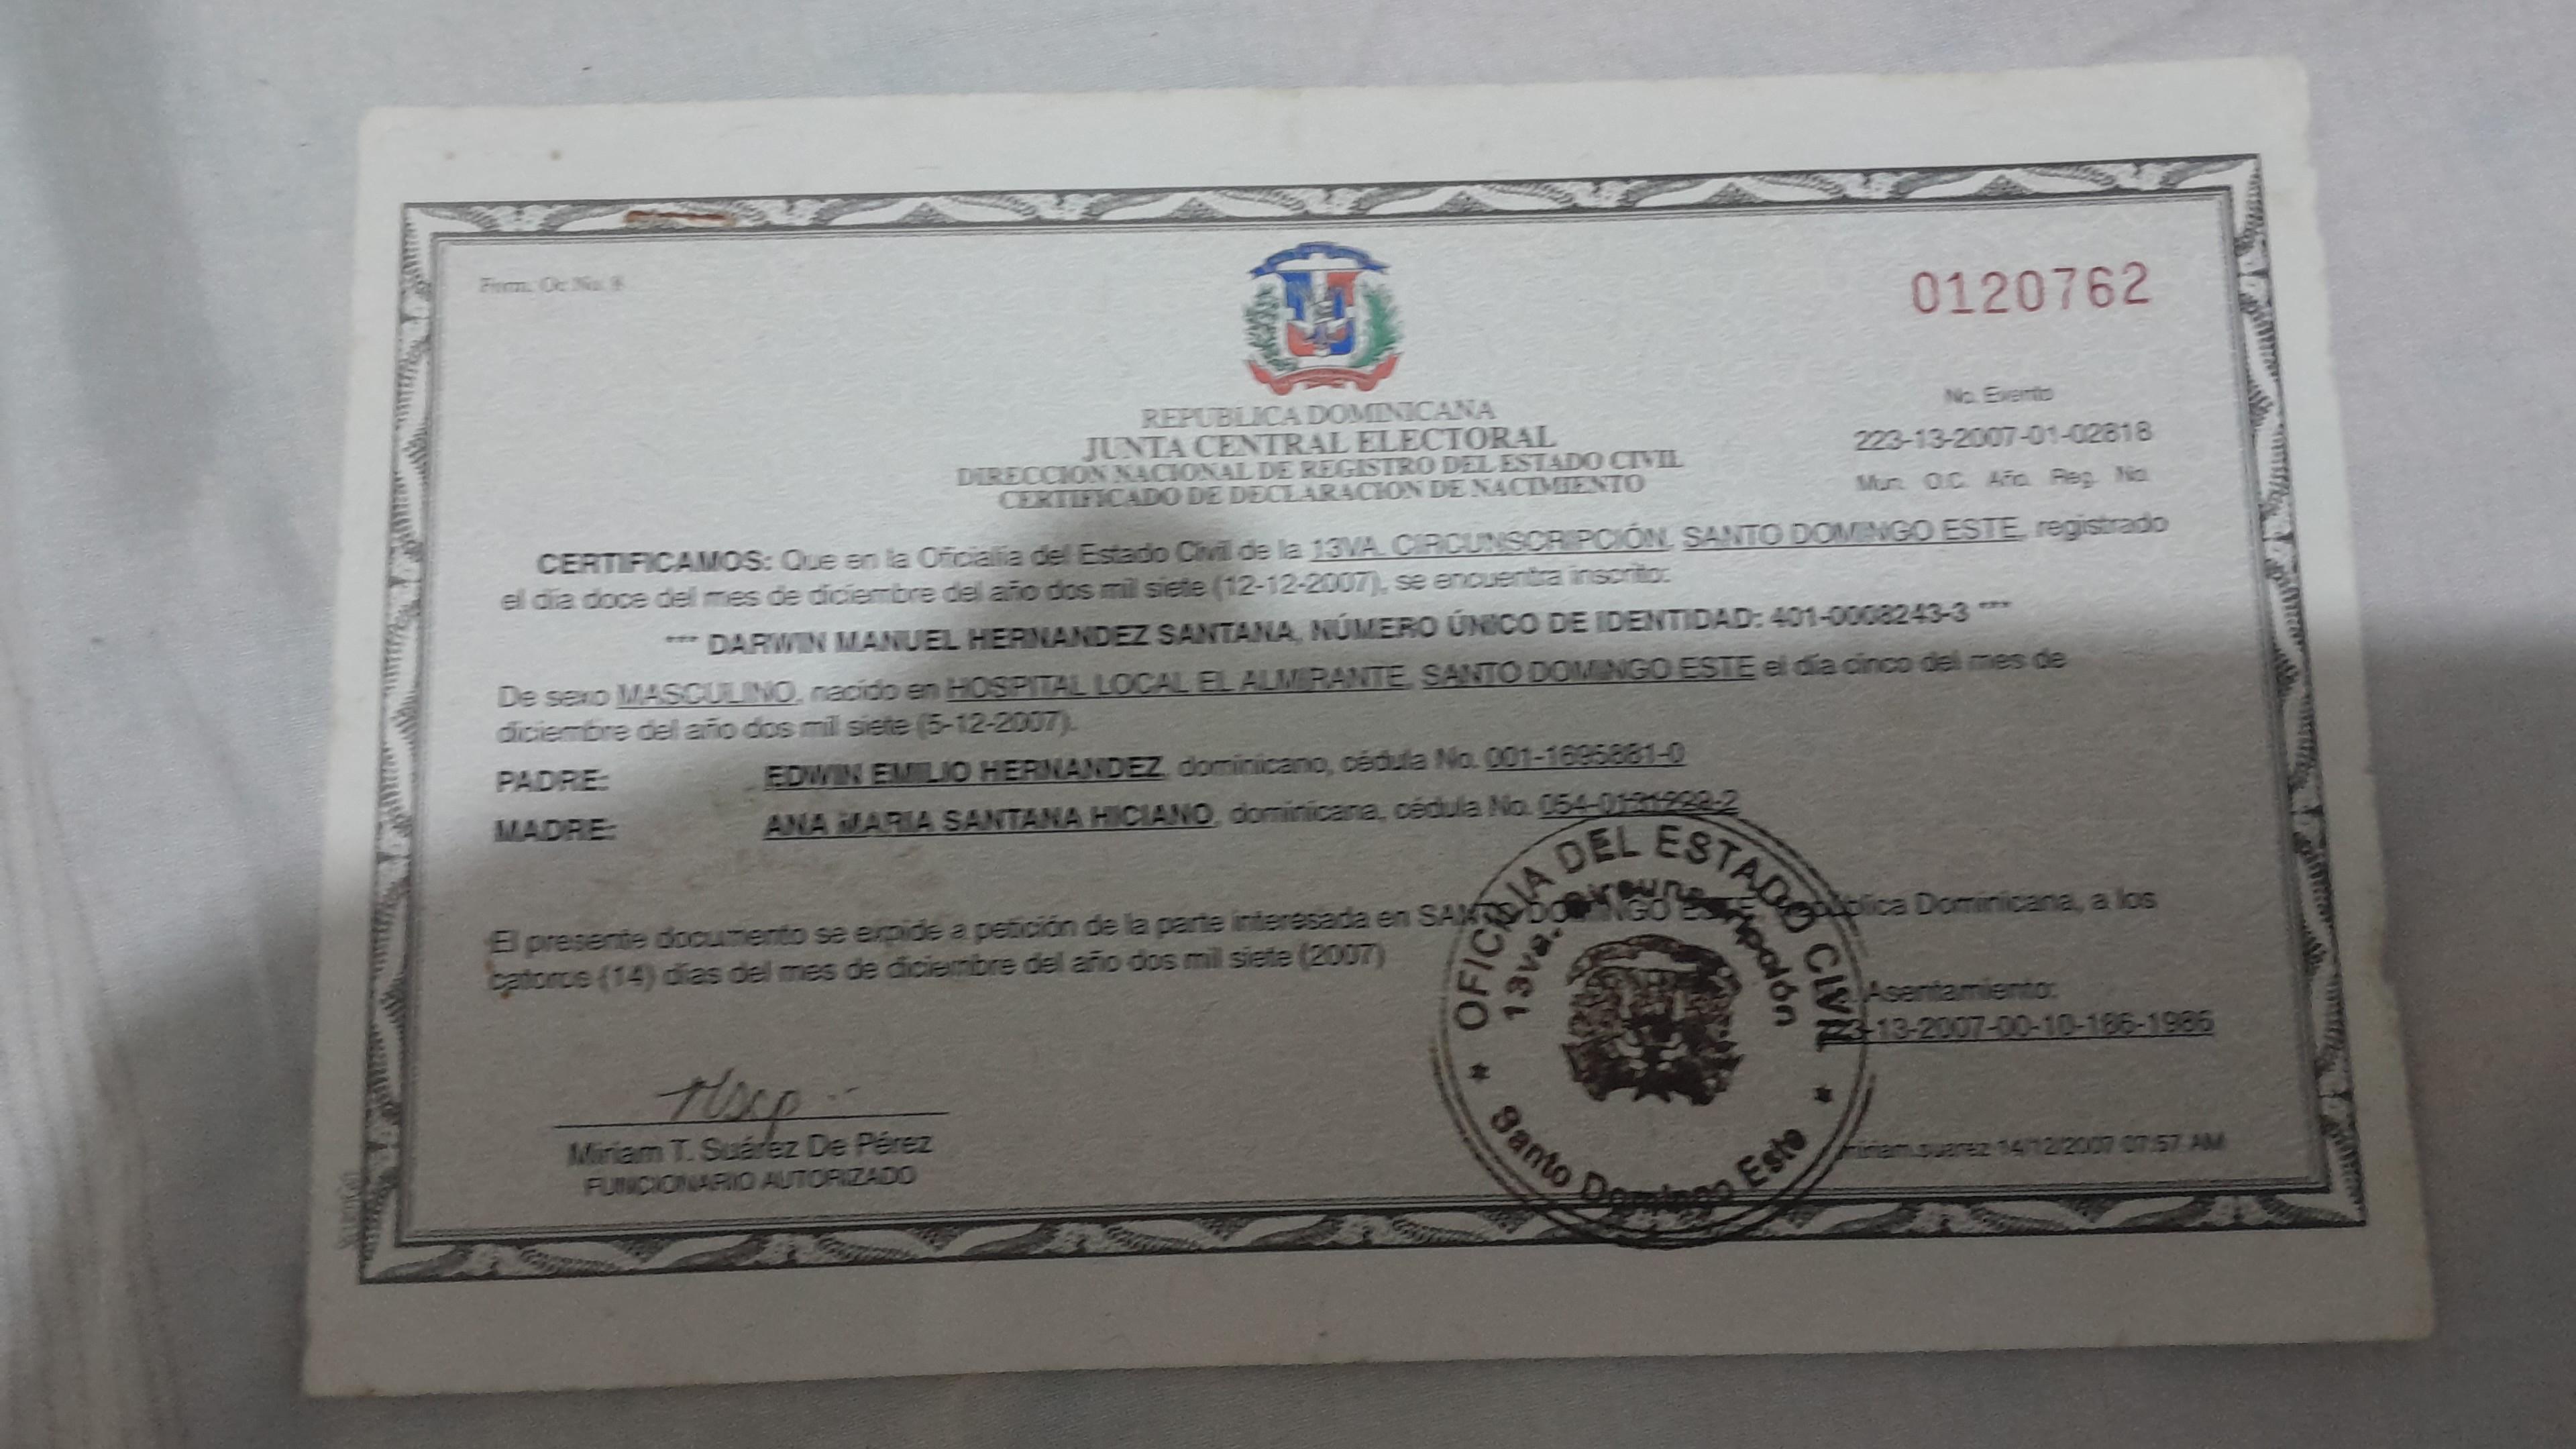 Form. Oc No. 8
0120762
REPUBLICA DOMINICANA
JUNTA CENTRAL ELECTORAL
DIRECCION NACIONAL DE REGISTRO DEL ESTADO CIVIL
CERTIFICADO DE DECLARACION DE NACIMIENTO
No. Evento
223-13-2007-01-02818
Mun. O.C. Año. Reg. No.
CERTIFICAMOS: Que en la Oficialía del Estado Civil de la 13VA. CIRCUNSCRIPCIÓN, SANTO DOMINGO ESTE, registrado
el día doce del mes de diciembre del año dos mil siete (12-12-2007), se encuentra inscrito:
*** DARWIN MANUEL HERNANDEZ SANTANA, NÚMERO ÚNICO DE IDENTIDAD: 401-0008243-3 ***
De sexo MASCULINO, nacido en HOSPITAL LOCAL EL ALMIRANTE, SANTO DOMINGO ESTE el día cinco del mes de
diciembre del año dos mil siete (5-12-2007).
PADRE: EDWIN EMILIO HERNANDEZ, dominicano, cédula No. 001-1695881-0
MADRE: ANA MARIA SANTANA HICIANO, dominicana, cédula No.
El presente documento se expide a petición de la parte interesada en SANTO DOMINGO ESTE, República Dominicana, a los
catorce (14) días del mes de diciembre del año dos mil siete (2007)
Asentamiento:
223-13-2007-00-10-186-1986
OFICIALIA DEL ESTADO CIVIL
13va.
Santo Domingo Este
Miriam T. Suárez De Pérez
FUNCIONARIO AUTORIZADO
miriam.suarez 14/12/2007 07:57 AM